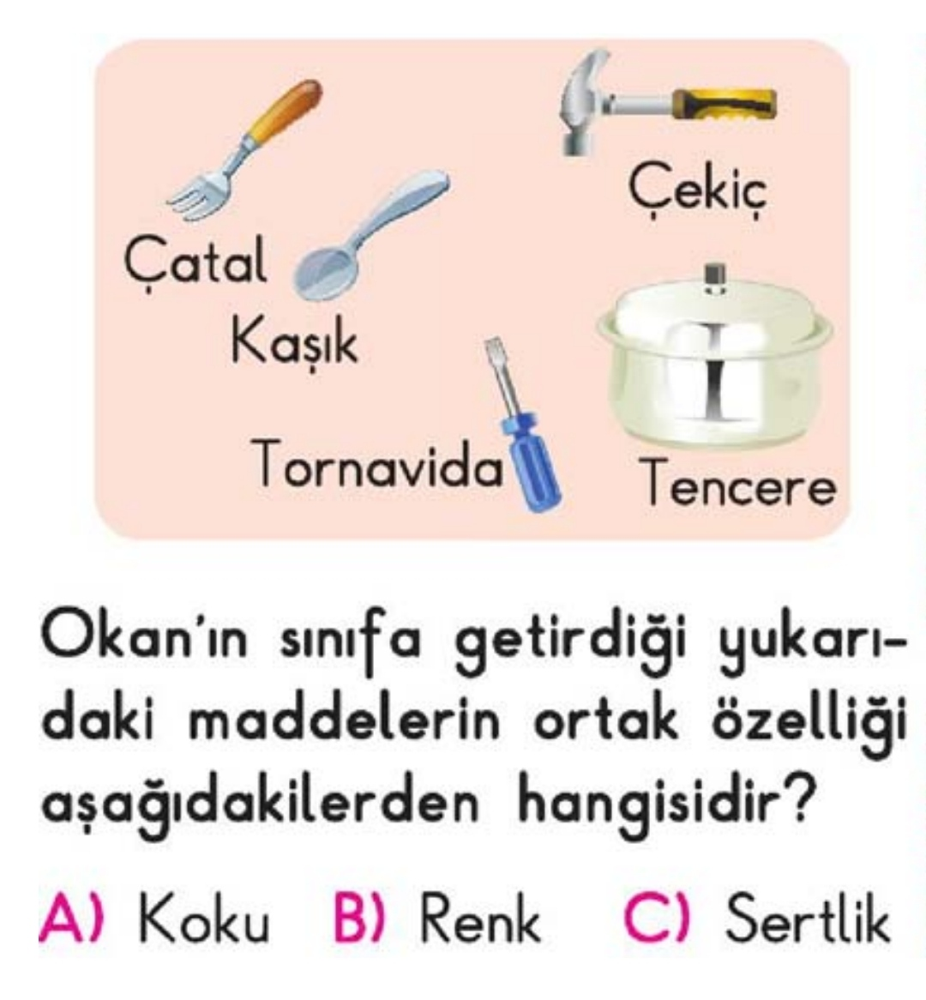 Çekiç
Çatal
Kaşık
Tornavida
Tencere
Okan'ın sınıfa getirdiği yukarı-
daki maddelerin ortak özelliği
aşağıdakilerden hangisidir?
A) Koku B) Renk C) Sertlik